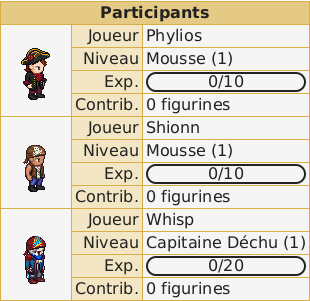 Participants
Joueur Phylios
Niveau Mousse (1)
Exp. 0/10
Contrib. 0 figurines
Joueur Shionn
Niveau Mousse (1)
Exp. 0/10
Contrib. 0 figurines
Joueur Whisp
Niveau Capitaine Déchu (1)
Exp. 0/20
Contrib. 0 figurines